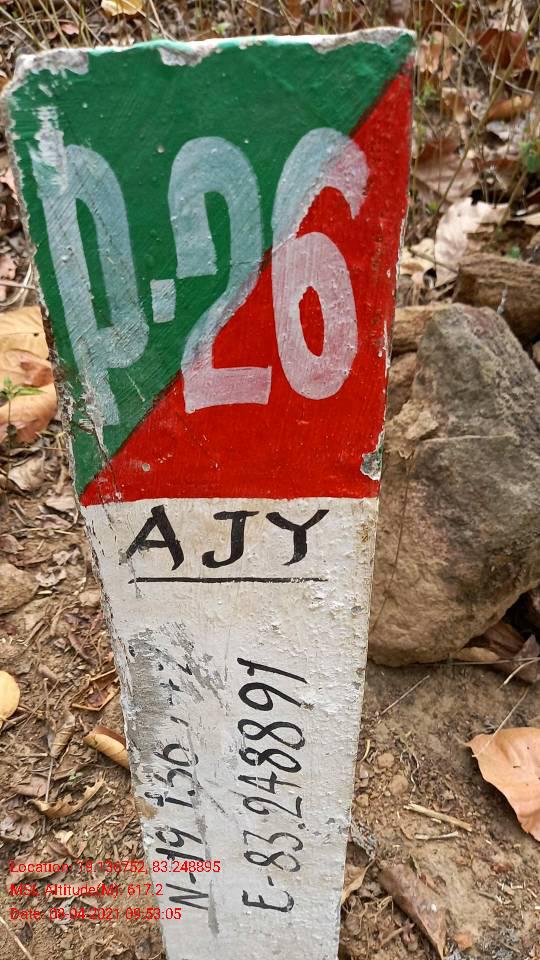 P.26
AJY
E-83.248891
Location: 19.136752, 83.248895
MSL Altitude(M): 617.2
Date: 08-04-2021 09:53:05